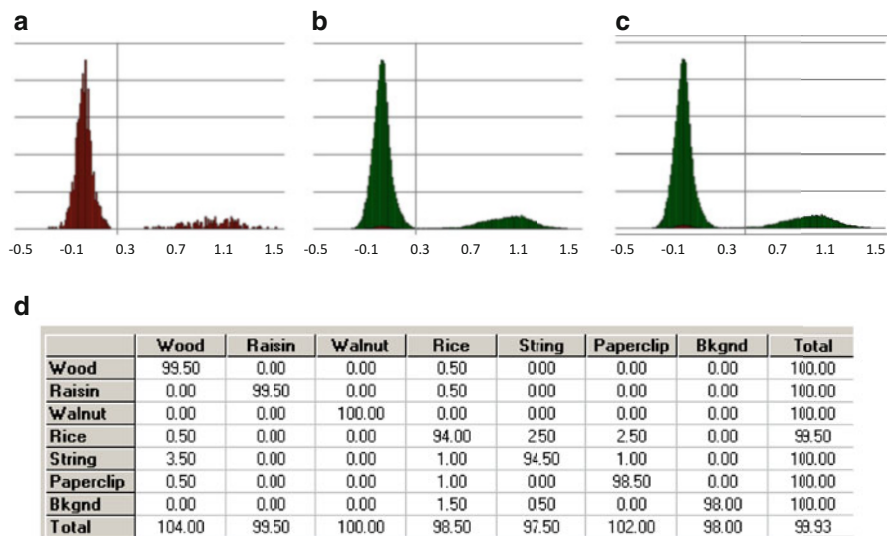 a b c
-0.5 -0.1 0.3 0.7 1.1 1.5 -0.5 -0.1 0.3 0.7 1.1 1.5 -0.5 -0.1 0.3 0.7 1.1 1.5
d
Wood Raisin Walnut Rice String Paperclip Bkgnd Total
Wood 99.50 0.00 0.00 0.50 000 0.00 0.00 100.00
Raisin 0.00 99.50 0.00 0.50 000 0.00 0.00 100.00
Walnut 0.00 0.00 100.00 0.00 000 0.00 0.00 100.00
Rice 0.50 0.00 0.00 94.00 250 2.50 0.00 99.50
String 3.50 0.00 0.00 1.00 94.50 1.00 0.00 100.00
Paperclip 0.50 0.00 0.00 1.00 000 98.50 0.00 100.00
Bkgnd 0.00 0.00 0.00 1.50 050 0.00 98.00 100.00
Total 104.00 99.50 100.00 98.50 97.50 102.00 98.00 99.93